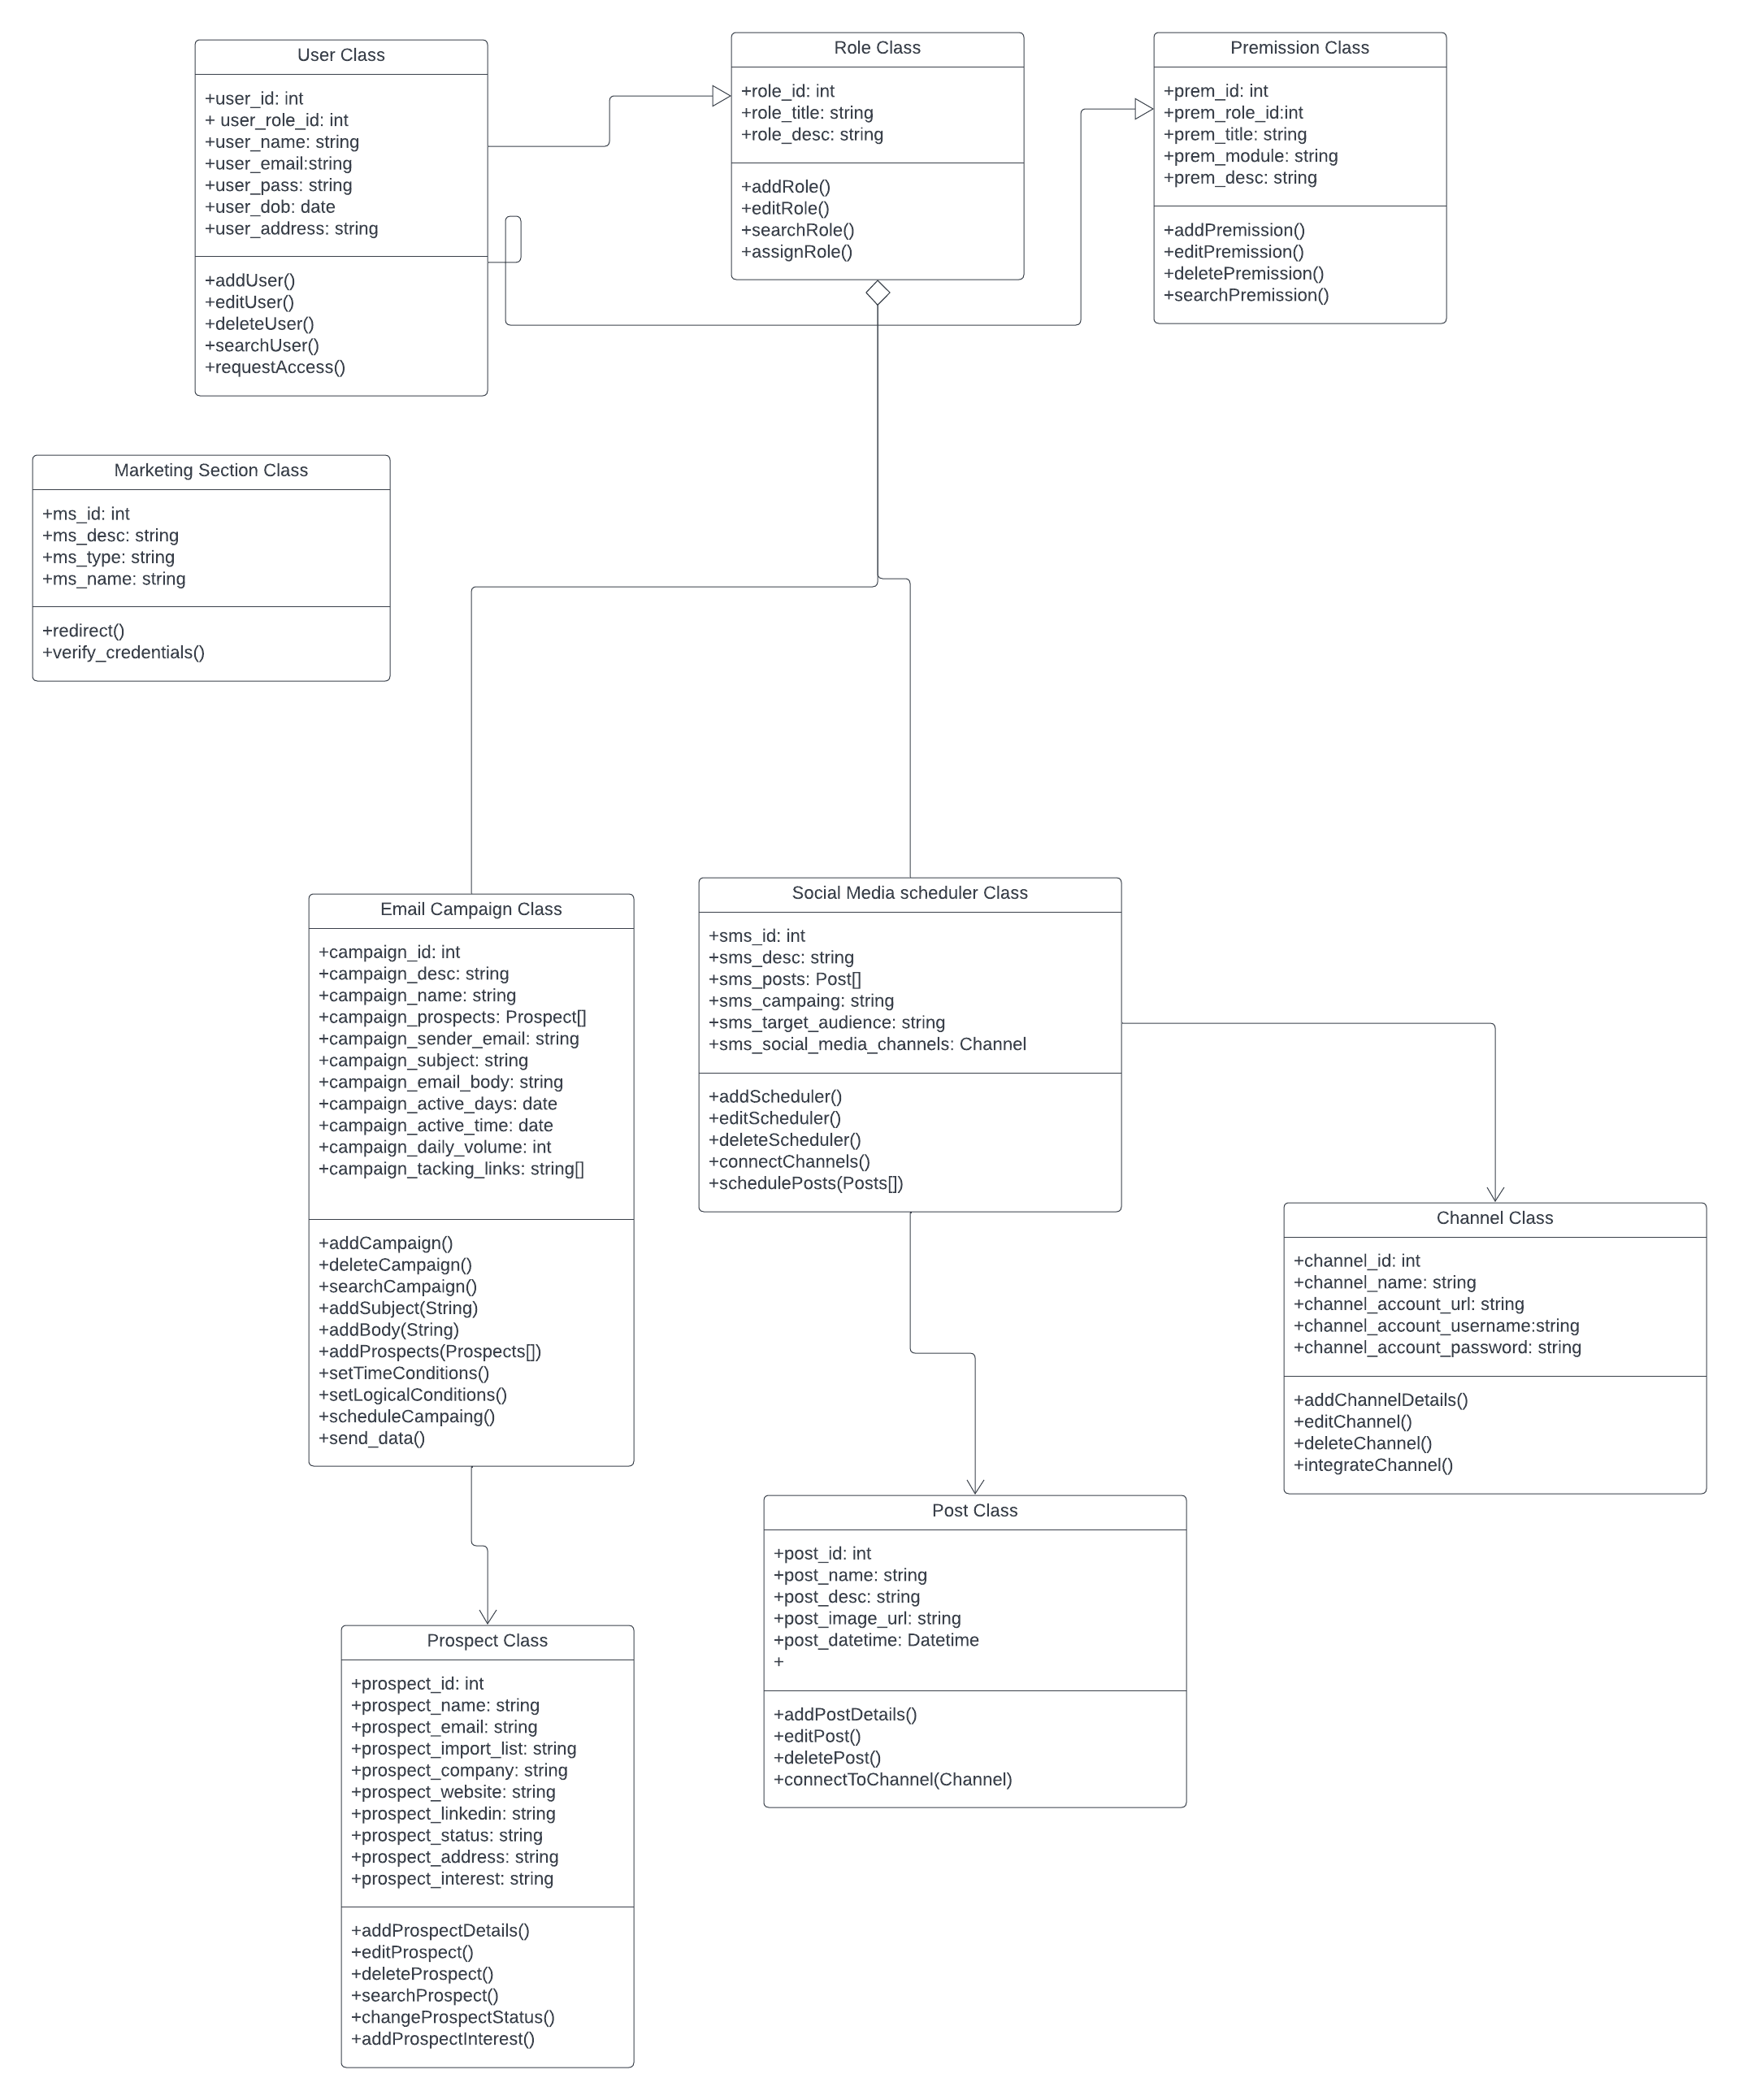 User Class
+user_id: int
+ user_role_id: int
+user_name: string
+user_email:string
+user_pass: string
+user_dob: date
+user_address: string
+addUser()
+editUser()
+deleteUser()
+searchUser()
+requestAccess()
Role Class
+role_id: int
+role_title: string
+role_desc: string
+addRole()
+editRole()
+searchRole()
+assignRole()
Premission Class
+prem_id: int
+prem_role_id:int
+prem_title: string
+prem_module: string
+prem_desc: string
+addPremission()
+editPremission()
+deletePremission()
+searchPremission()
Marketing Section Class
+ms_id: int
+ms_desc: string
+ms_type: string
+ms_name: string
+redirect()
+verify_credentials()
Email Campaign Class
+campaign_id: int
+campaign_desc: string
+campaign_name: string
+campaign_prospects: Prospect[]
+campaign_sender_email: string
+campaign_subject: string
+campaign_email_body: string
+campaign_active_days: date
+campaign_active_time: date
+campaign_daily_volume: int
+campaign_tacking_links: string[]
+addCampaign()
+deleteCampaign()
+searchCampaign()
+addSubject(String)
+addBody(String)
+addProspects(Prospects[])
+setTimeConditions()
+setLogicalConditions()
+scheduleCampaing()
+send_data()
Social Media scheduler Class
+sms_id: int
+sms_desc: string
+sms_posts: Post[]
+sms_campaing: string
+sms_target_audience: string
+sms_social_media_channels: Channel
+addScheduler()
+editScheduler()
+deleteScheduler()
+connectChannels()
+schedulePosts(Posts[])
Channel Class
+channel_id: int
+channel_name: string
+channel_account_url: string
+channel_account_username:string
+channel_account_password: string
+addChannelDetails()
+editChannel()
+deleteChannel()
+integrateChannel()
Post Class
+post_id: int
+post_name: string
+post_desc: string
+post_image_url: string
+post_datetime: Datetime
+
+addPostDetails()
+editPost()
+deletePost()
+connectToChannel(Channel)
Prospect Class
+prospect_id: int
+prospect_name: string
+prospect_email: string
+prospect_import_list: string
+prospect_company: string
+prospect_website: string
+prospect_linkedin: string
+prospect_status: string
+prospect_address: string
+prospect_interest: string
+addProspectDetails()
+editProspect()
+deleteProspect()
+searchProspect()
+changeProspectStatus()
+addProspectInterest()